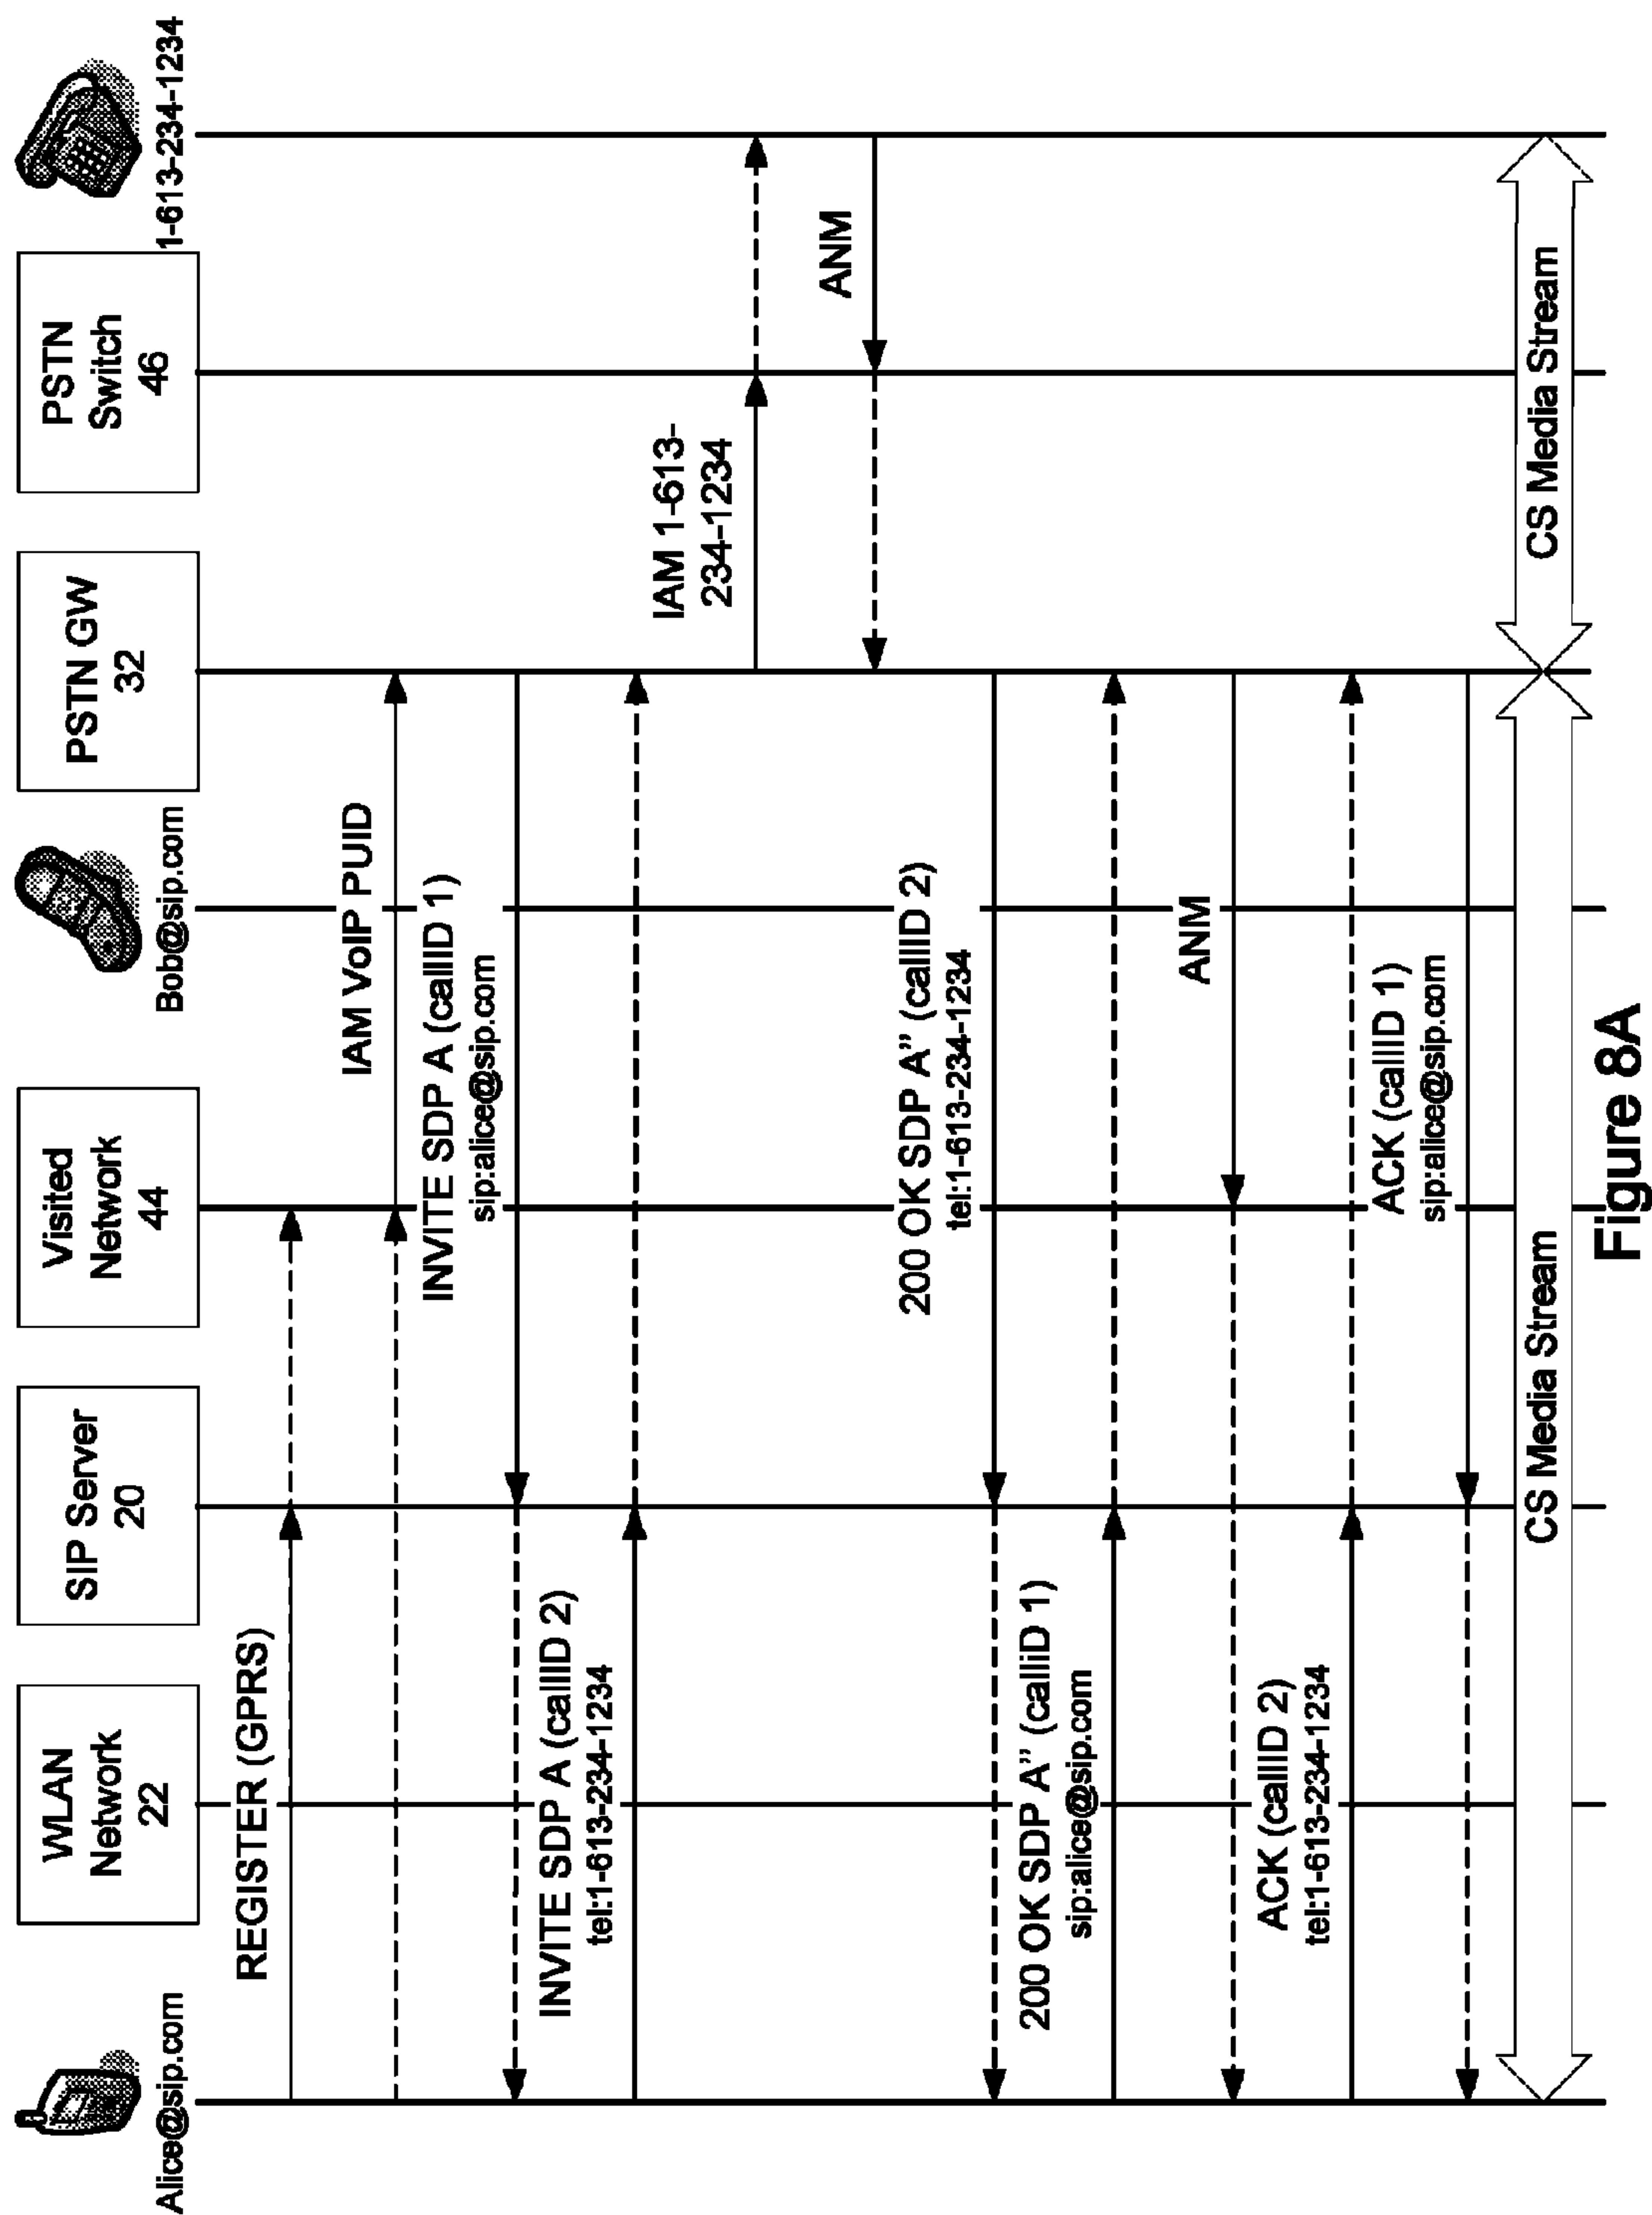 Alice@sip.com
WLAN
Network
22
SIP Server
20
Visited
Network
44
Bob@sip.com
PSTN GW
32
PSTN
Switch
46
1-613-234-1234
REGISTER (GPRS)
IAM VoIP PUID
INVITE SDP A (callID 1)
sip:alice@sip.com
INVITE SDP A (callID 2)
tel:1-613-234-1234
IAM 1-613-
234-1234
ANM
200 OK SDP A” (callID 2)
tel:1-613-234-1234
200 OK SDP A” (calliD 1)
sip:alice@sip.com
ANM
ACK (callID 2)
tel:1-613-234-1234
ACK (callID 1)
sip:alice@sip.com
CS Media Stream
CS Media Stream
Figure 8A